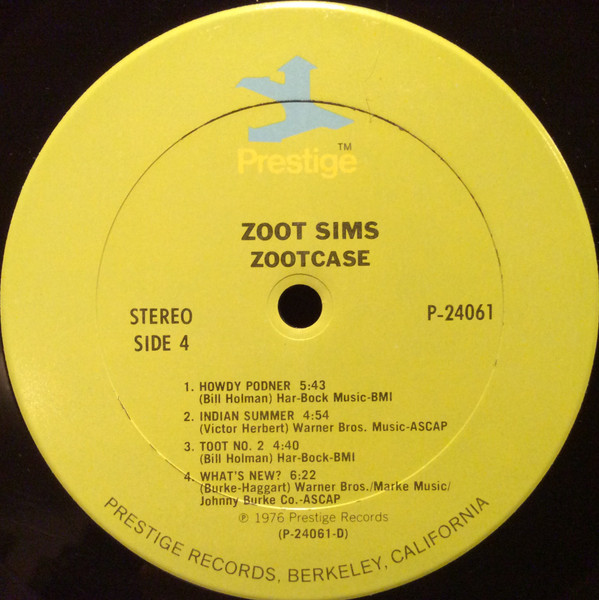 Prestige™
ZOOT SIMS
ZOOTCASE
STEREO
SIDE 4
P-24061
1. HOWDY PODNER 5:43
(Bill Holman) Har-Bock Music-BMI
2. INDIAN SUMMER 4:54
(Victor Herbert) Warner Bros. Music-ASCAP
3. TOOT NO. 2 4:40
(Bill Holman) Har-Bock-BMI
4. WHAT'S NEW? 6:22
(Burke-Haggart) Warner Bros./Marke Music/
Johnny Burke Co.-ASCAP
℗ 1976 Prestige Records
(P-24061-D)
PRESTIGE RECORDS, BERKELEY, CALIFORNIA